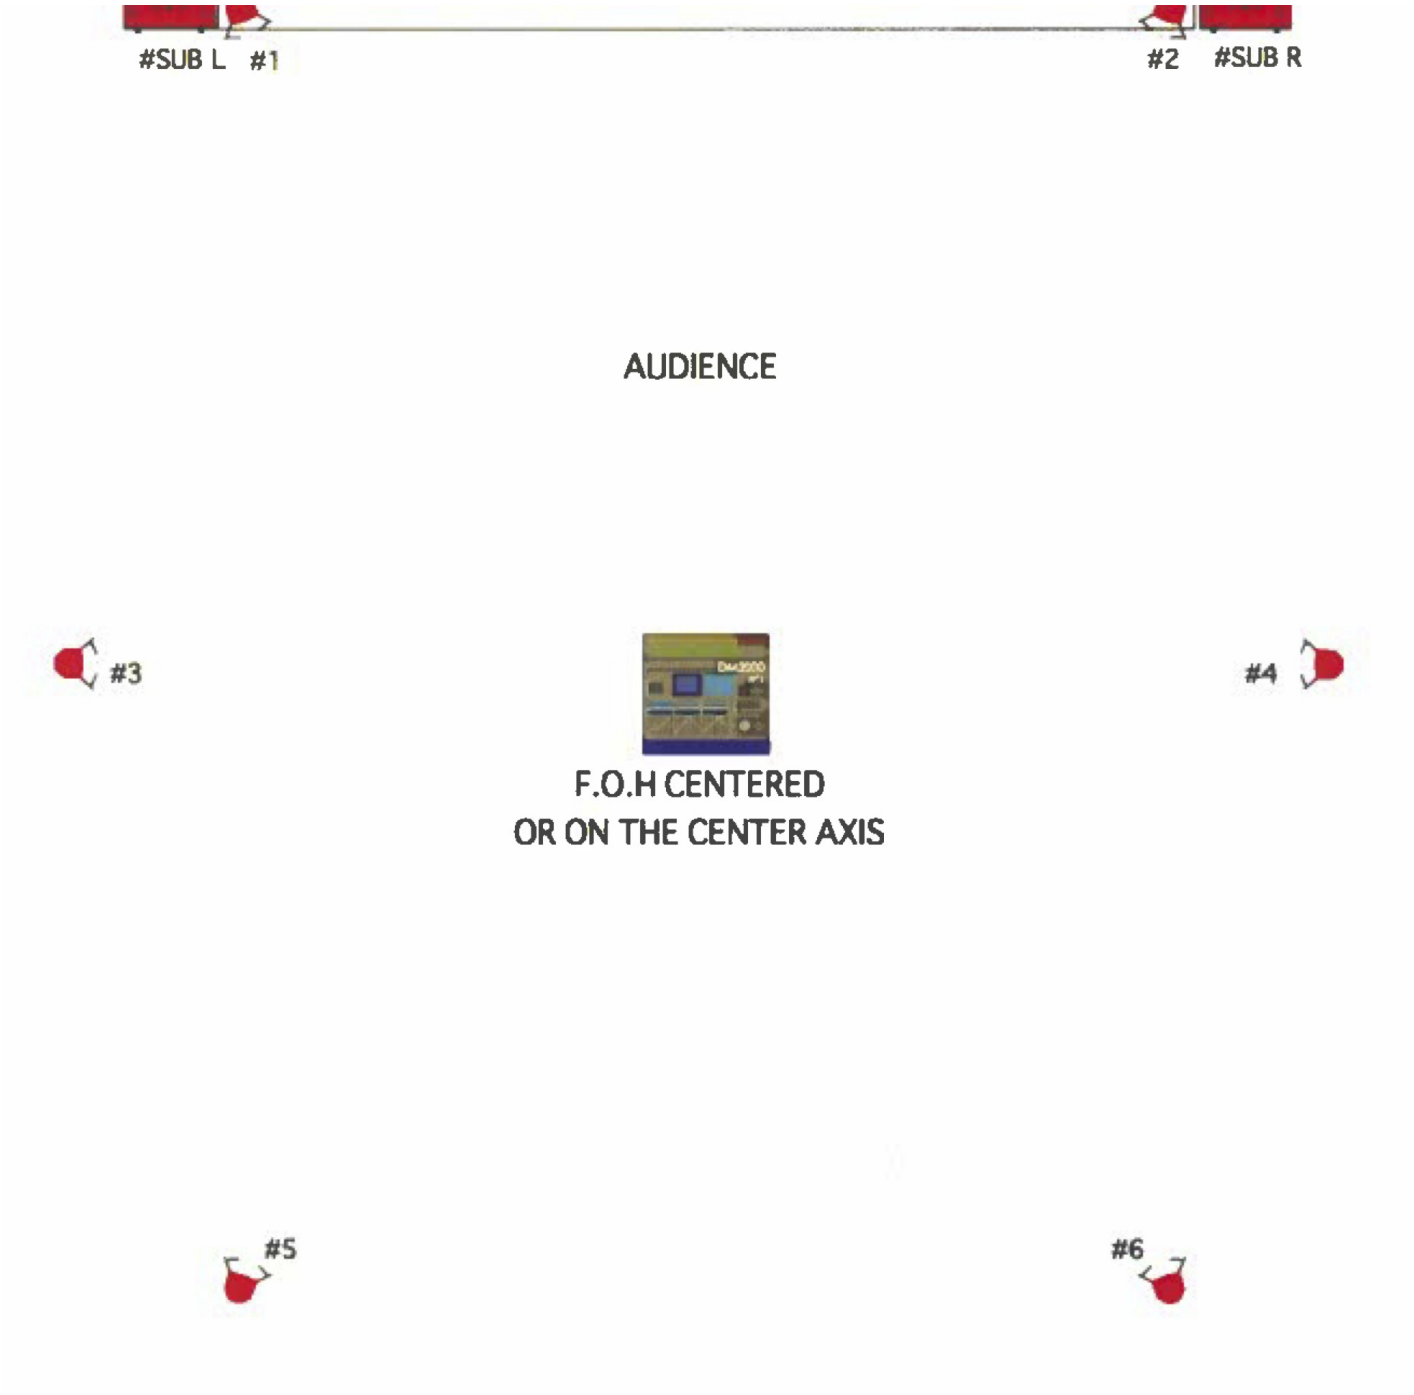 #SUB L #1 #2 #SUB R
AUDIENCE
#3
#4
F.O.H CENTERED
OR ON THE CENTER AXIS
#5
#6